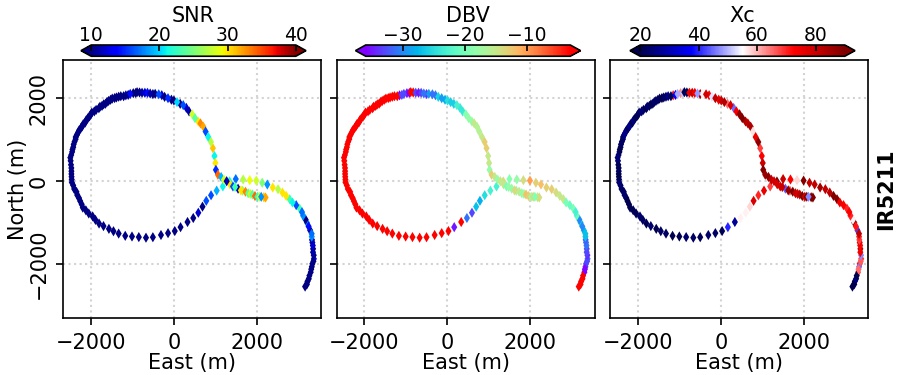 SNR DBV Xc
10 20 30 40 −30 −20 −10 20 40 60 80
2000
0
−2000
North (m)
IR5211
−2000 0 2000 −2000 0 2000 −2000 0 2000
East (m) East (m) East (m)